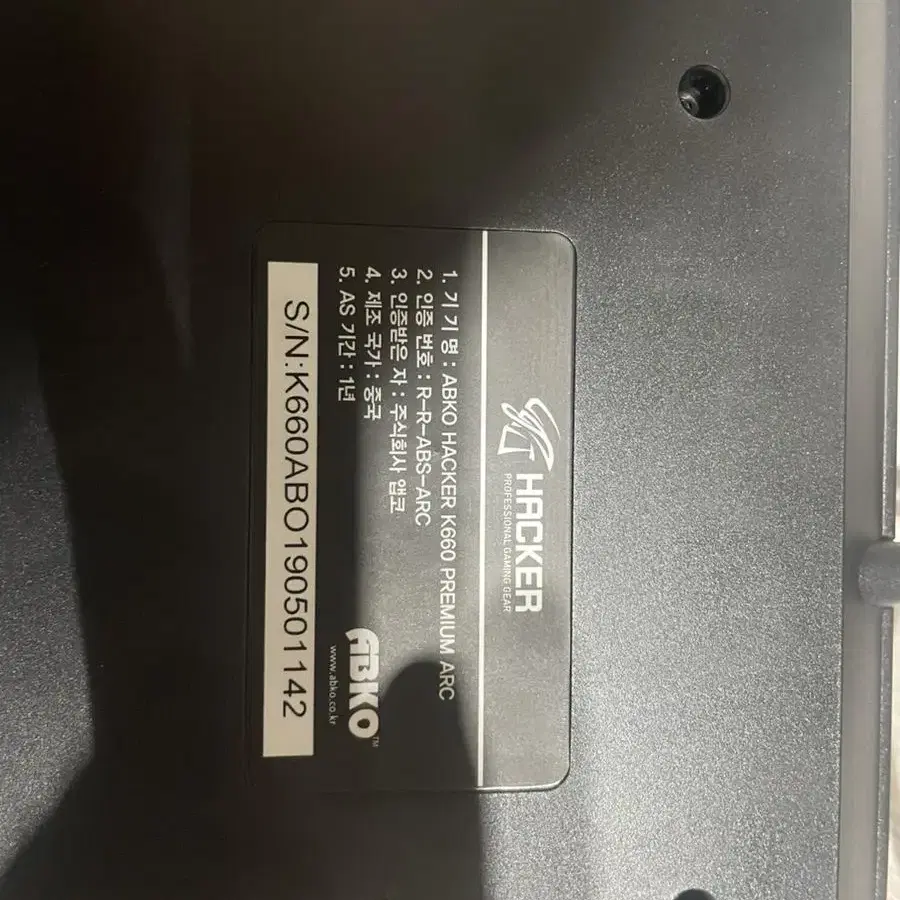 HACKER
PROFESSIONAL GAMING GEAR
1. 기 기 명 : ABKO HACKER K660 PREMIUM ARC
2. 인증 번호 : R-R-ABS-ARC
3. 인증받은 자 : 주식회사 앱코
4. 제조 국가 : 중국
5. AS 기간 : 1년
ABKO™
www.abko.co.kr
S/N:K660ABO190501142